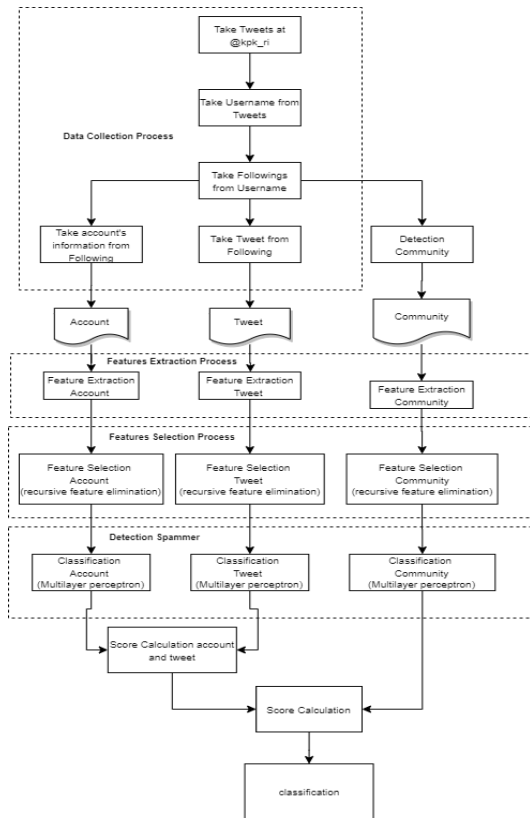 Take Tweets at
@kpk_ri
Take Username from
Tweets
Data Collection Process
Take Followings
from Username
Take account's
information from
Following
Take Tweet from
Following
Detection
Community
Account
Tweet
Community
Features Extraction Process
Feature Extraction
Account
Feature Extraction
Tweet
Feature Extraction
Community
Features Selection Process
Feature Selection
Account
(recursive feature elimination)
Feature Selection
Tweet
(recursive feature elimination)
Feature Selection
Community
(recursive feature elimination)
Detection Spammer
Classification
Account
(Multilayer perceptron)
Classification
Tweet
(Multilayer perceptron)
Classification
Community
(Multilayer perceptron)
Score Calculation account
and tweet
Score Calculation
classification